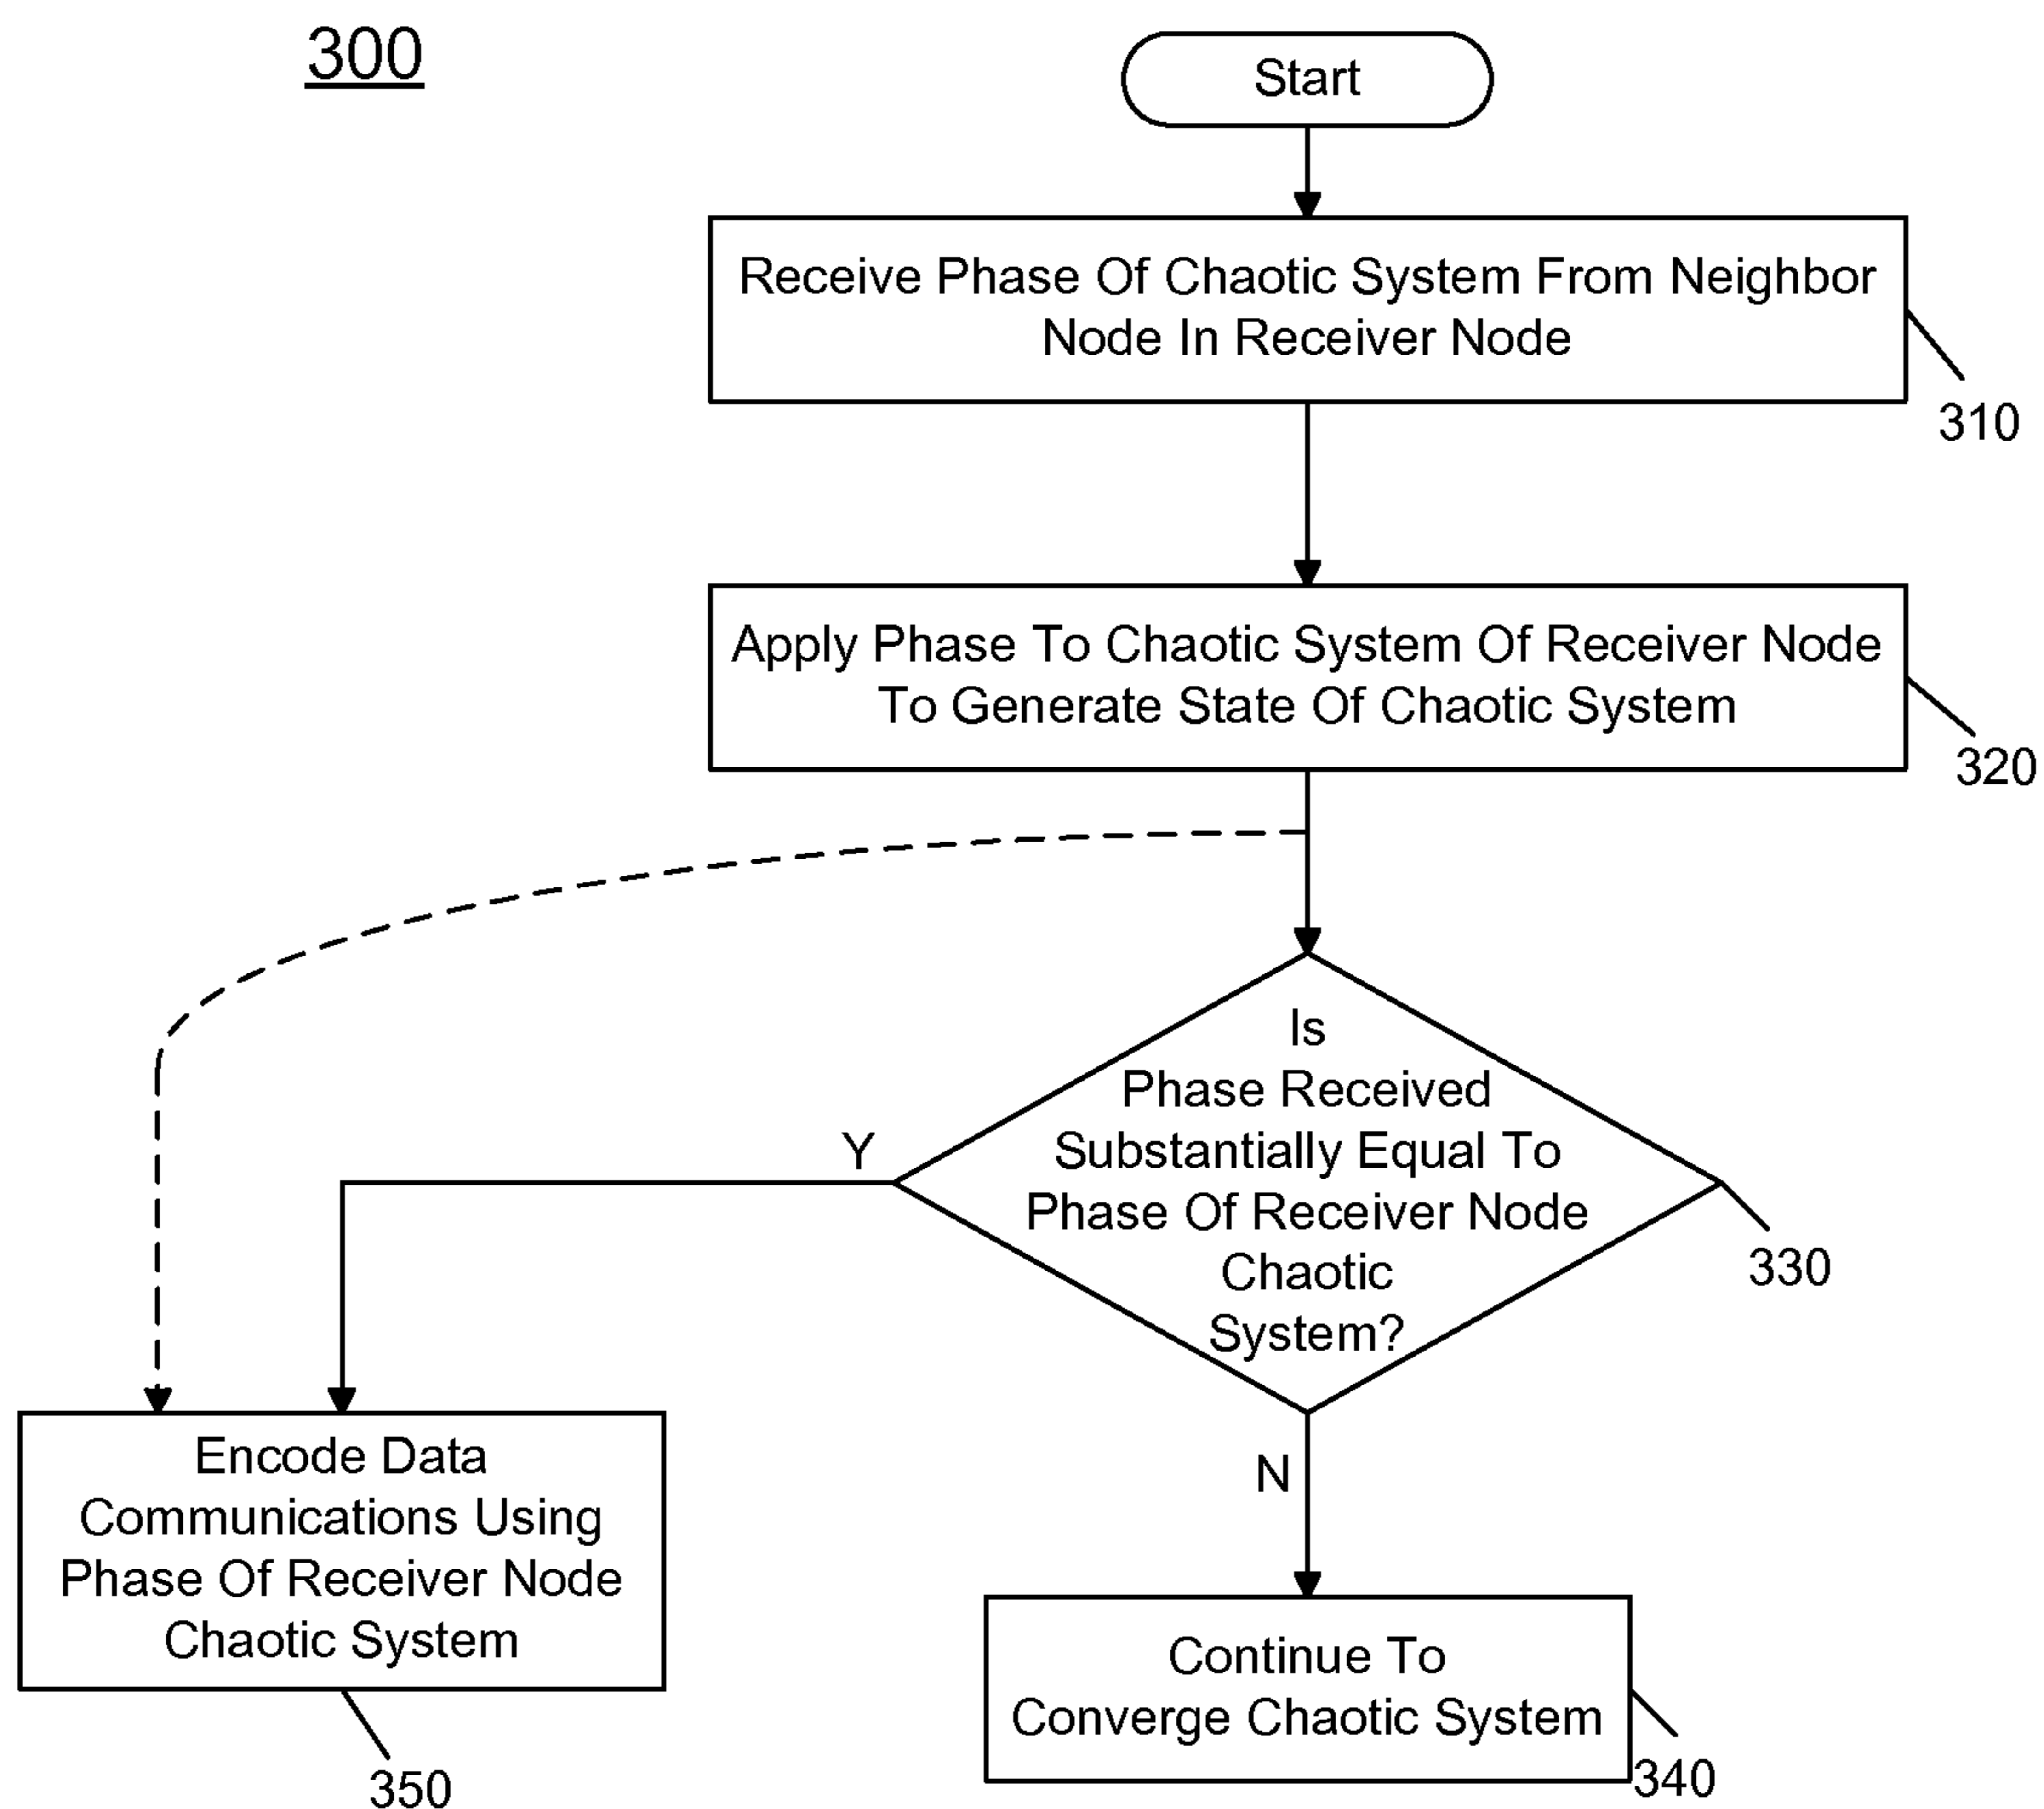 300
Start
Receive Phase Of Chaotic System From Neighbor
Node In Receiver Node
310
Apply Phase To Chaotic System Of Receiver Node
To Generate State Of Chaotic System
320
Is
Phase Received
Substantially Equal To
Phase Of Receiver Node
Chaotic
System?
330
Y
N
Encode Data
Communications Using
Phase Of Receiver Node
Chaotic System
350
Continue To
Converge Chaotic System
340